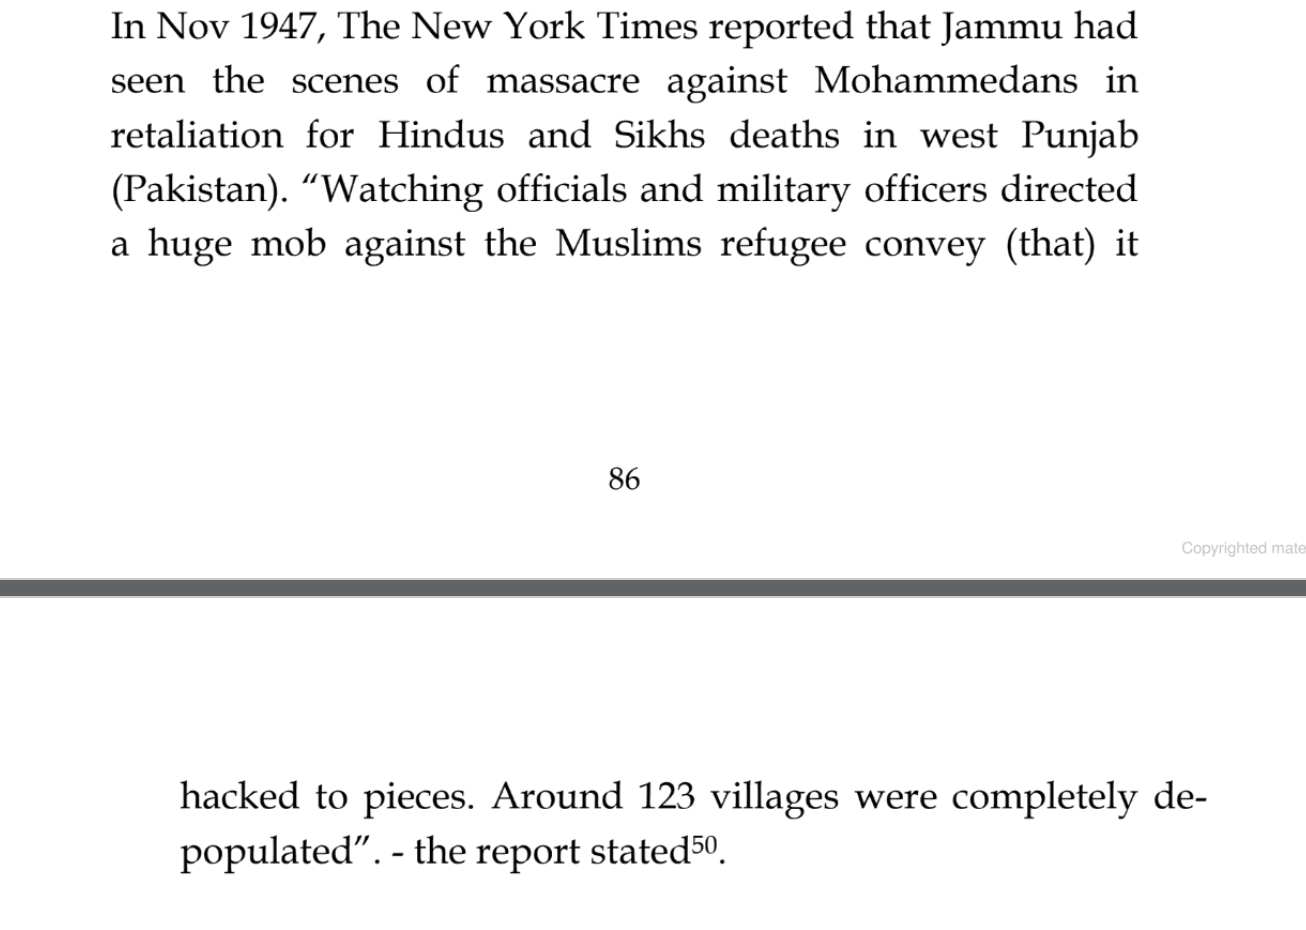 In Nov 1947, The New York Times reported that Jammu had
seen the scenes of massacre against Mohammedans in
retaliation for Hindus and Sikhs deaths in west Punjab
(Pakistan). “Watching officials and military officers directed
a huge mob against the Muslims refugee convey (that) it
86
Copyrighted mate
hacked to pieces. Around 123 villages were completely de-
populated”. - the report stated50.